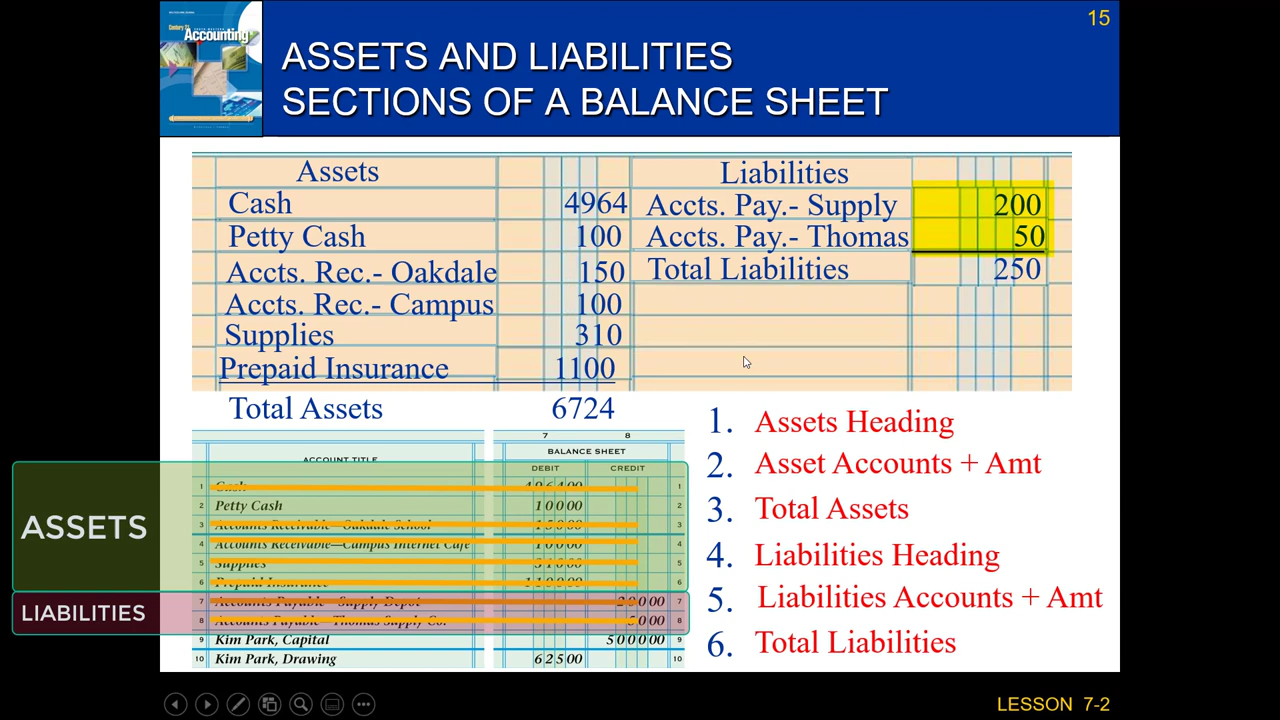 15
Century 21
Accounting
ASSETS AND LIABILITIES
SECTIONS OF A BALANCE SHEET
Assets
Liabilities
Cash 4964 Accts. Pay.- Supply 200
Petty Cash 100 Accts. Pay.- Thomas 50
Accts. Rec.- Oakdale 150 Total Liabilities 250
Accts. Rec.- Campus 100
Supplies 310
Prepaid Insurance 1100
Total Assets 6724
7 8
BALANCE SHEET
ACCOUNT TITLE DEBIT CREDIT
1 Cash 4 9 6 4 00 1
2 Petty Cash 1 0 0 00 2
3 Accounts Receivable—Oakdale School 1 5 0 00 3
4 Accounts Receivable—Campus Internet Cafe 1 0 0 00 4
5 Supplies 3 1 0 00 5
6 Prepaid Insurance 1 1 0 0 00 6
7 Accounts Payable—Supply Depot 2 0 0 00 7
8 Accounts Payable—Thomas Supply Co. 5 0 00 8
9 Kim Park, Capital 5 0 0 0 00 9
10 Kim Park, Drawing 6 2 5 00 10
ASSETS
LIABILITIES
1. Assets Heading
2. Asset Accounts + Amt
3. Total Assets
4. Liabilities Heading
5. Liabilities Accounts + Amt
6. Total Liabilities
LESSON 7-2